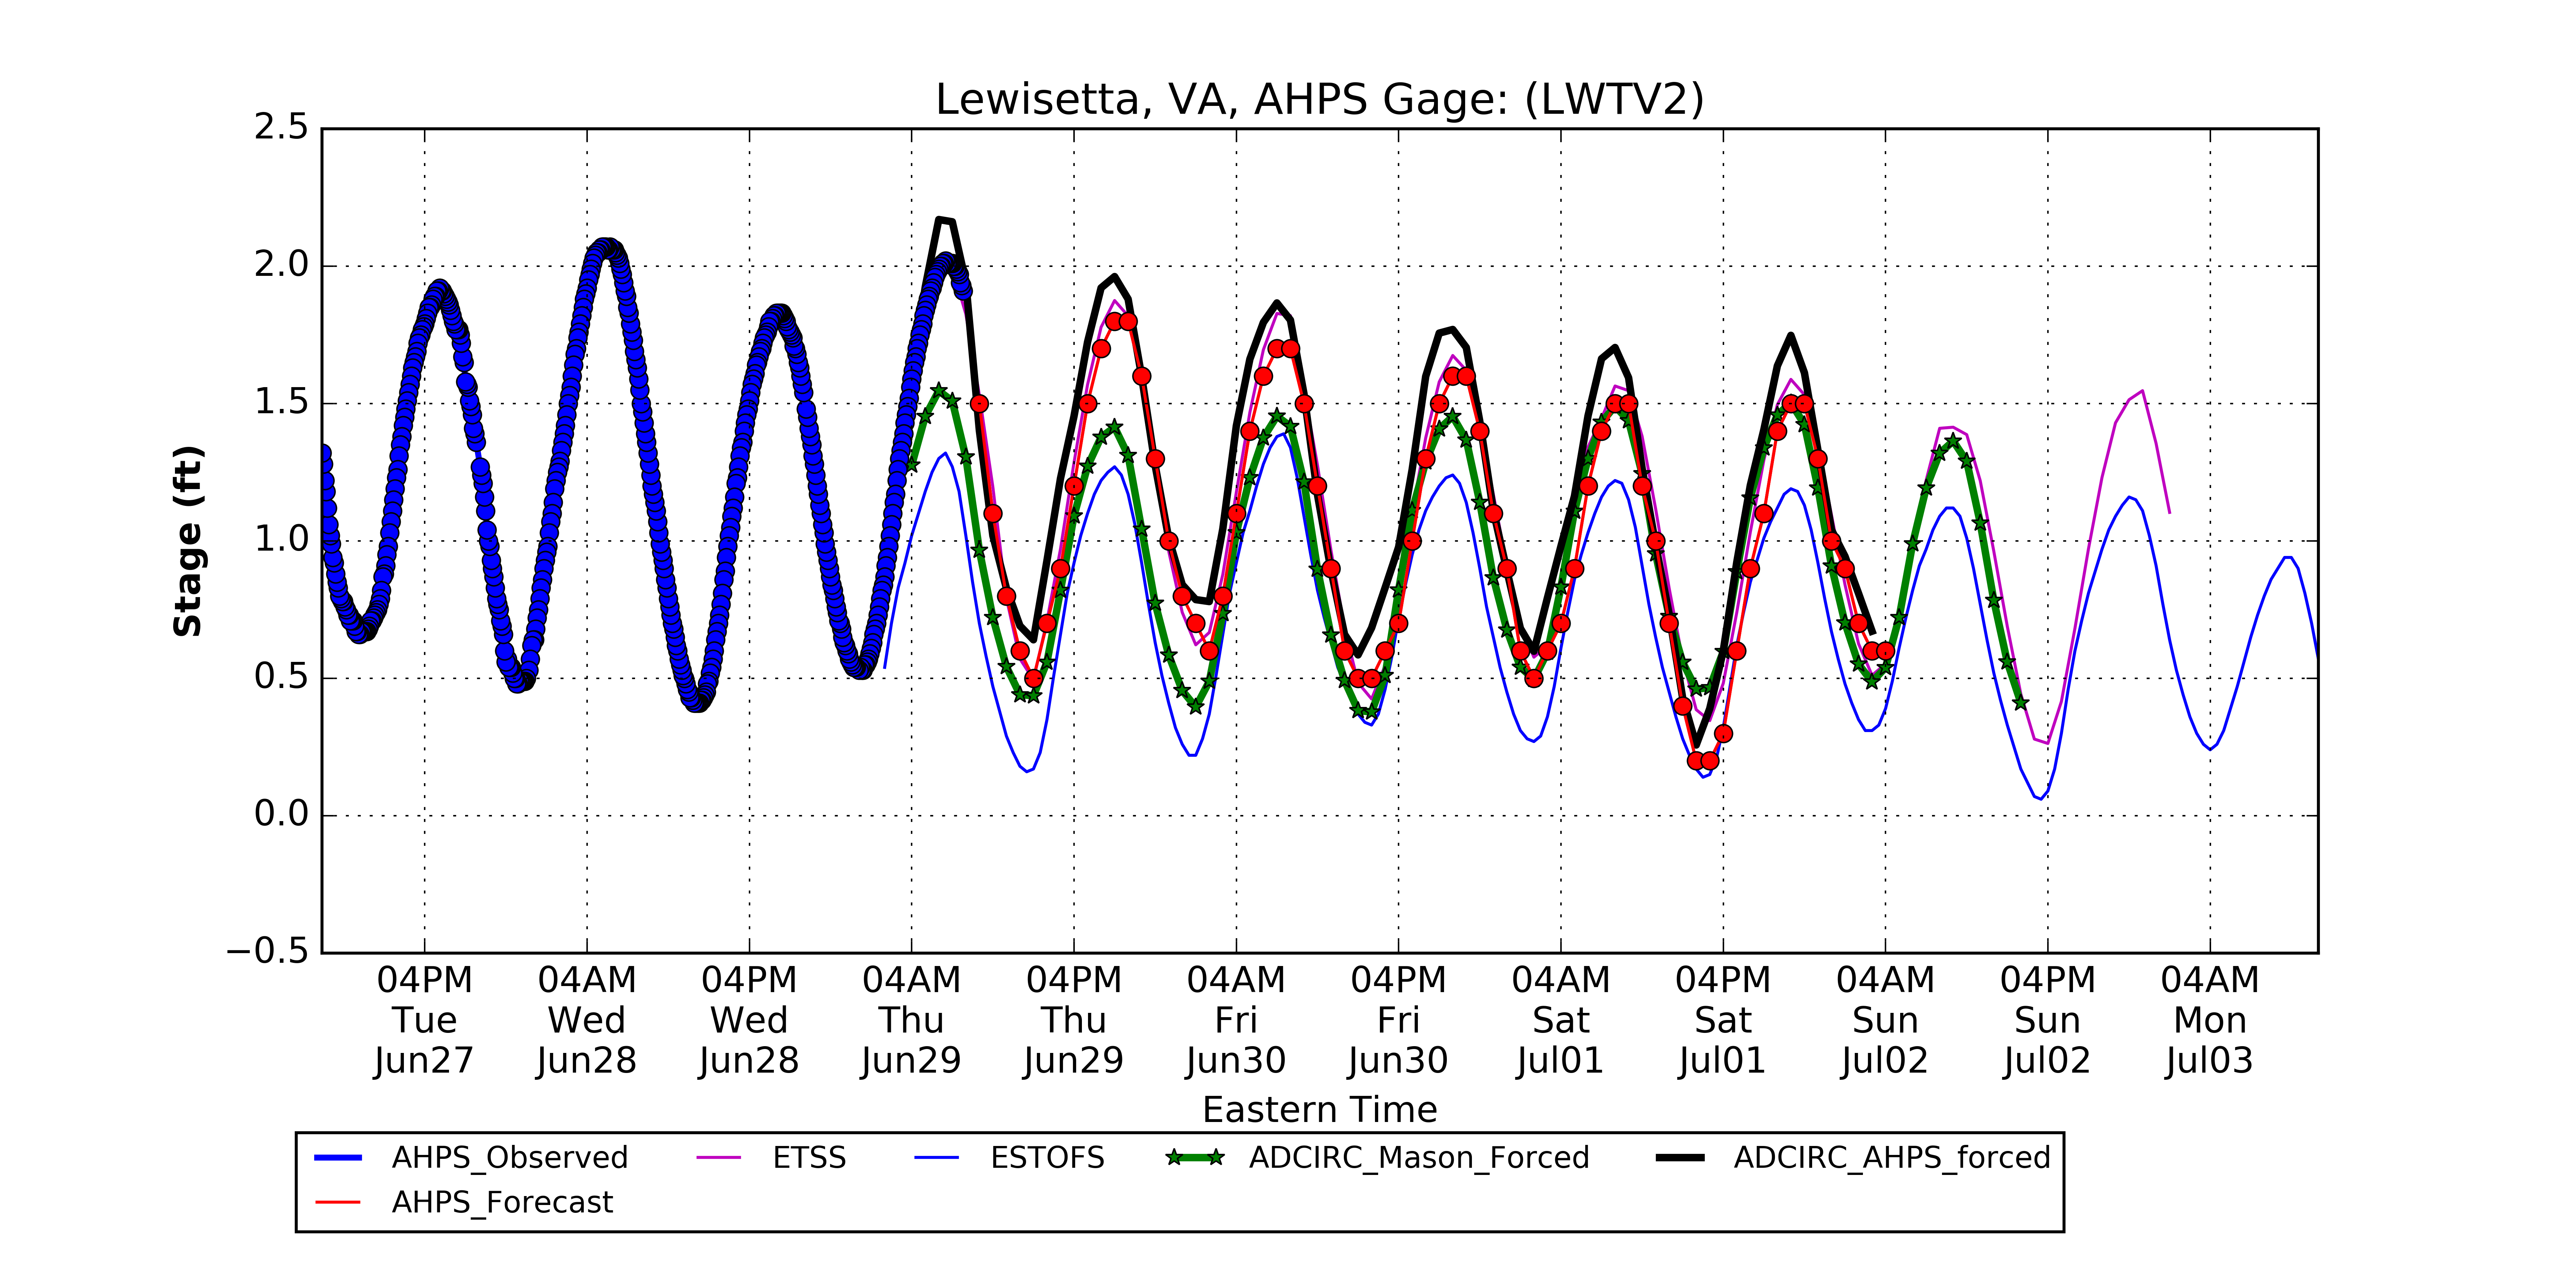 Lewisetta, VA, AHPS Gage: (LWTV2)
2.5
2.0
1.5
1.0
0.5
0.0
−0.5
Stage (ft)
04PM 04AM 04PM 04AM 04PM 04AM 04PM 04AM 04PM 04AM 04PM 04AM
Tue Wed Wed Thu Thu Fri Fri Sat Sat Sun Sun Mon
Jun27 Jun28 Jun28 Jun29 Jun29 Jun30 Jun30 Jul01 Jul01 Jul02 Jul02 Jul03
Eastern Time
AHPS_Observed ETSS ESTOFS ADCIRC_Mason_Forced ADCIRC_AHPS_forced
AHPS_Forecast